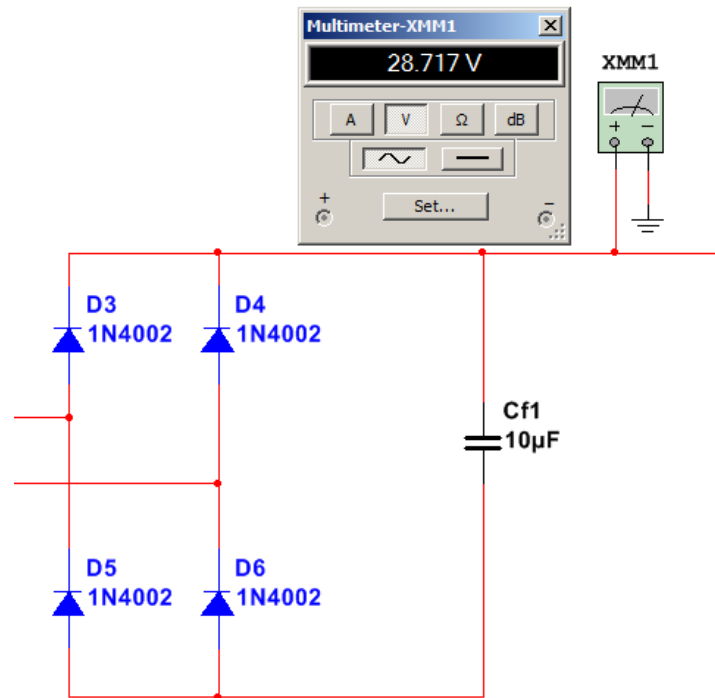 Multimeter-XMM1
28.717 V
XMM1
A V Ω dB
+ −
Set...
+ −
D3
1N4002
D4
1N4002
Cf1
10µF
D5
1N4002
D6
1N4002